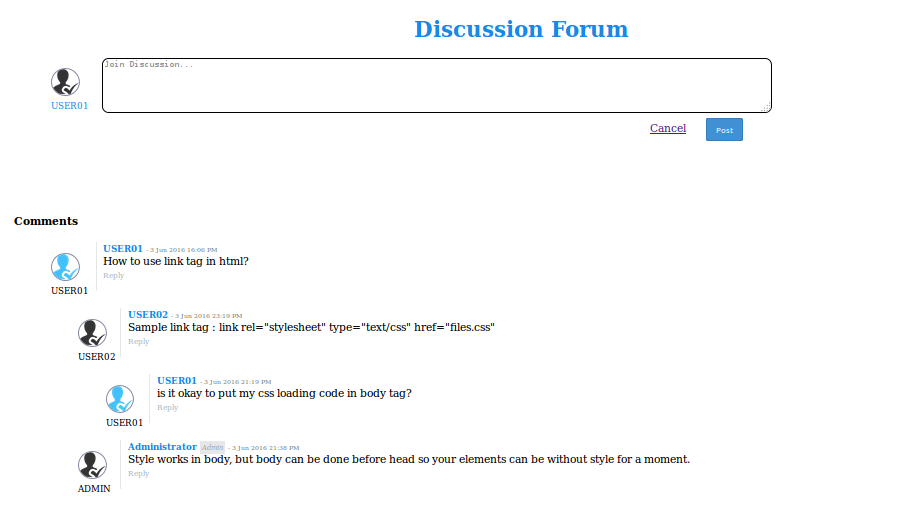 Discussion Forum
Join Discussion...
USER01
Cancel
Post
Comments
USER01 - 3 Jun 2016 16:06 PM
How to use link tag in html?
Reply
USER01
USER02 - 3 Jun 2016 23:19 PM
Sample link tag : link rel="stylesheet" type="text/css" href="files.css"
Reply
USER02
USER01 - 3 Jun 2016 21:19 PM
is it okay to put my css loading code in body tag?
Reply
USER01
Administrator Admin - 3 Jun 2016 21:38 PM
Style works in body, but body can be done before head so your elements can be without style for a moment.
Reply
ADMIN